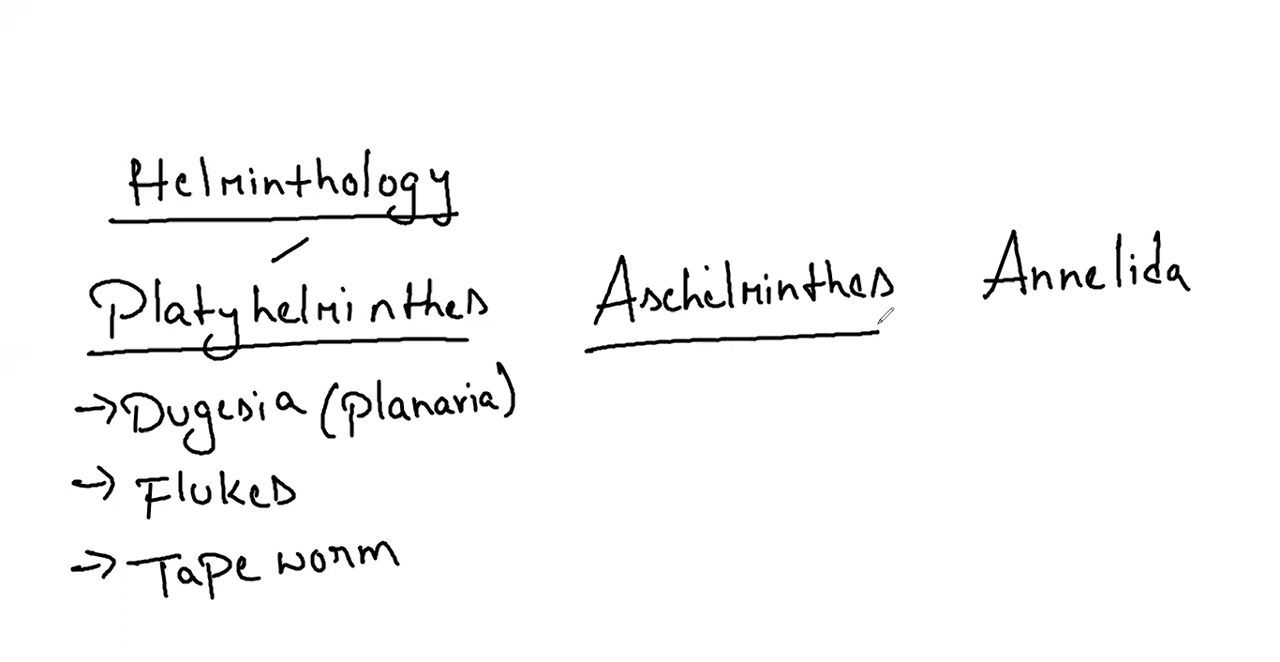 Helminthology
Platyhelminthes Aschelminthes Annelida
→ Dugesia (Planaria)
→ Flukes
→ Tape worm